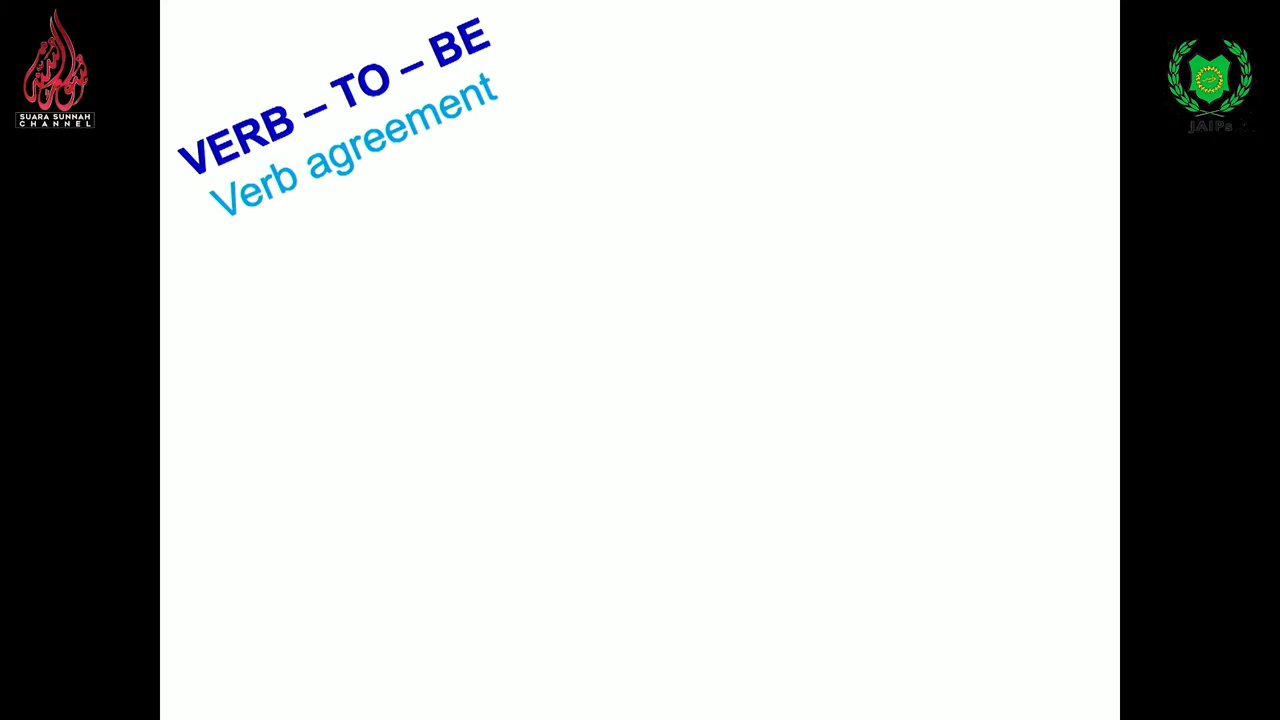 VERB – TO – BE
Verb agreement
SUARA SUNNAH
CHANNEL
JAIPs